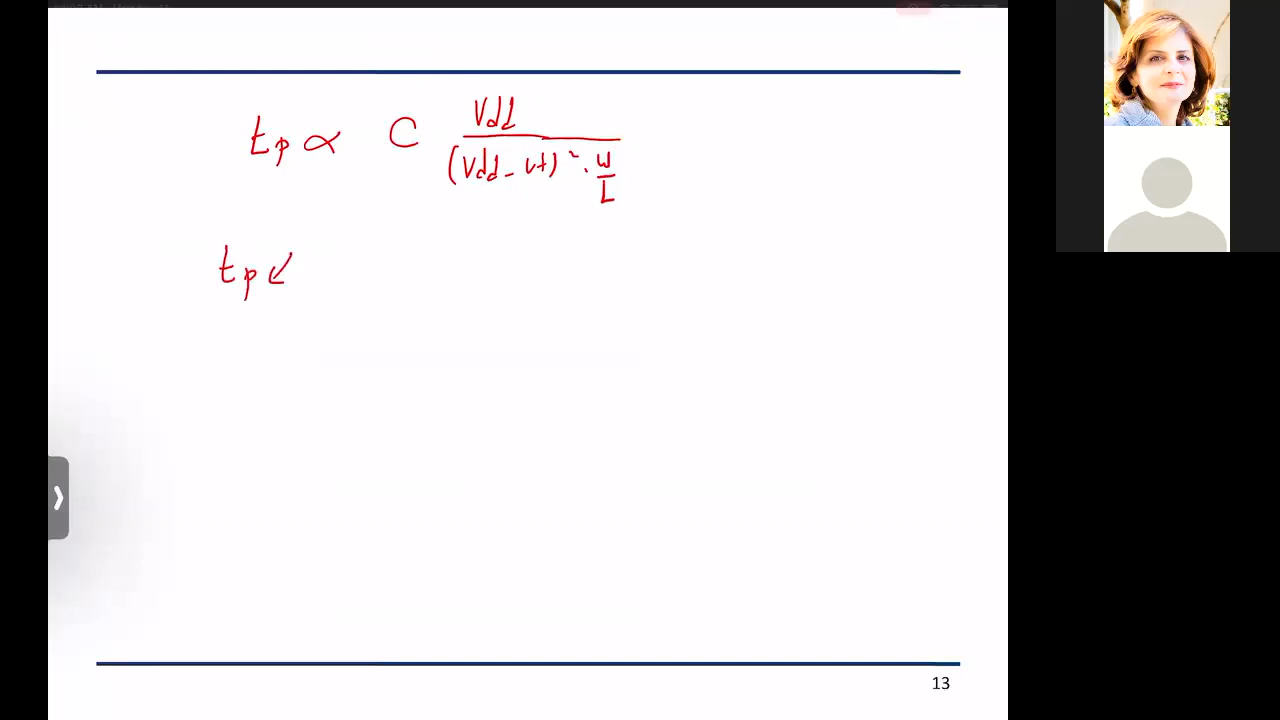 tp ∝ C Vdd / (Vdd - Vt)² · W/L
tp ↙
13